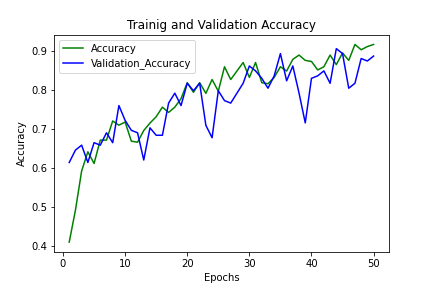 Trainig and Validation Accuracy
Accuracy
Validation_Accuracy
0.9
0.8
0.7
0.6
0.5
0.4
Accuracy
0 10 20 30 40 50
Epochs